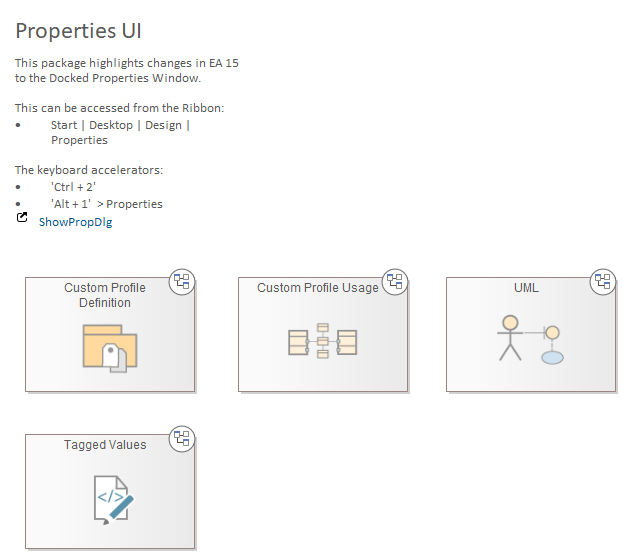 Properties UI
This package highlights changes in EA 15
to the Docked Properties Window.
This can be accessed from the Ribbon:
• Start | Desktop | Design |
Properties
The keyboard accelerators:
• 'Ctrl + 2'
• 'Alt + 1' > Properties
ShowPropDlg
Custom Profile
Definition
Custom Profile Usage
UML
Tagged Values
</>